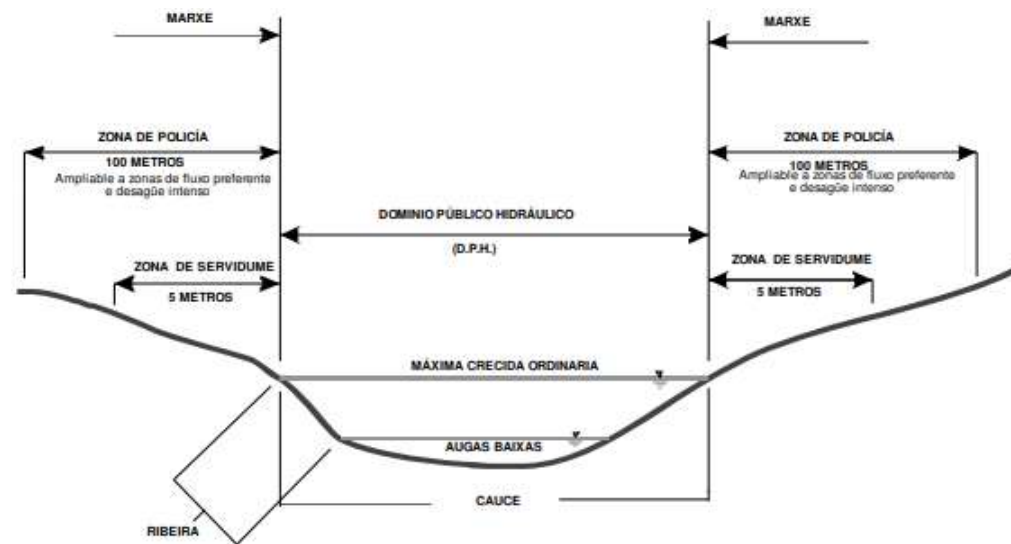 MARXE
MARXE
ZONA DE POLICÍA
100 METROS
Ampliable a zonas de fluxo preferente
e desagüe intenso
ZONA DE POLICÍA
100 METROS
Ampliable a zonas de fluxo preferente
e desagüe intenso
DOMINIO PÚBLICO HIDRÁULICO
(D.P.H.)
ZONA DE SERVIDUME
5 METROS
ZONA DE SERVIDUME
5 METROS
MÁXIMA CRECIDA ORDINARIA
AUGAS BAIXAS
CAUCE
RIBEIRA